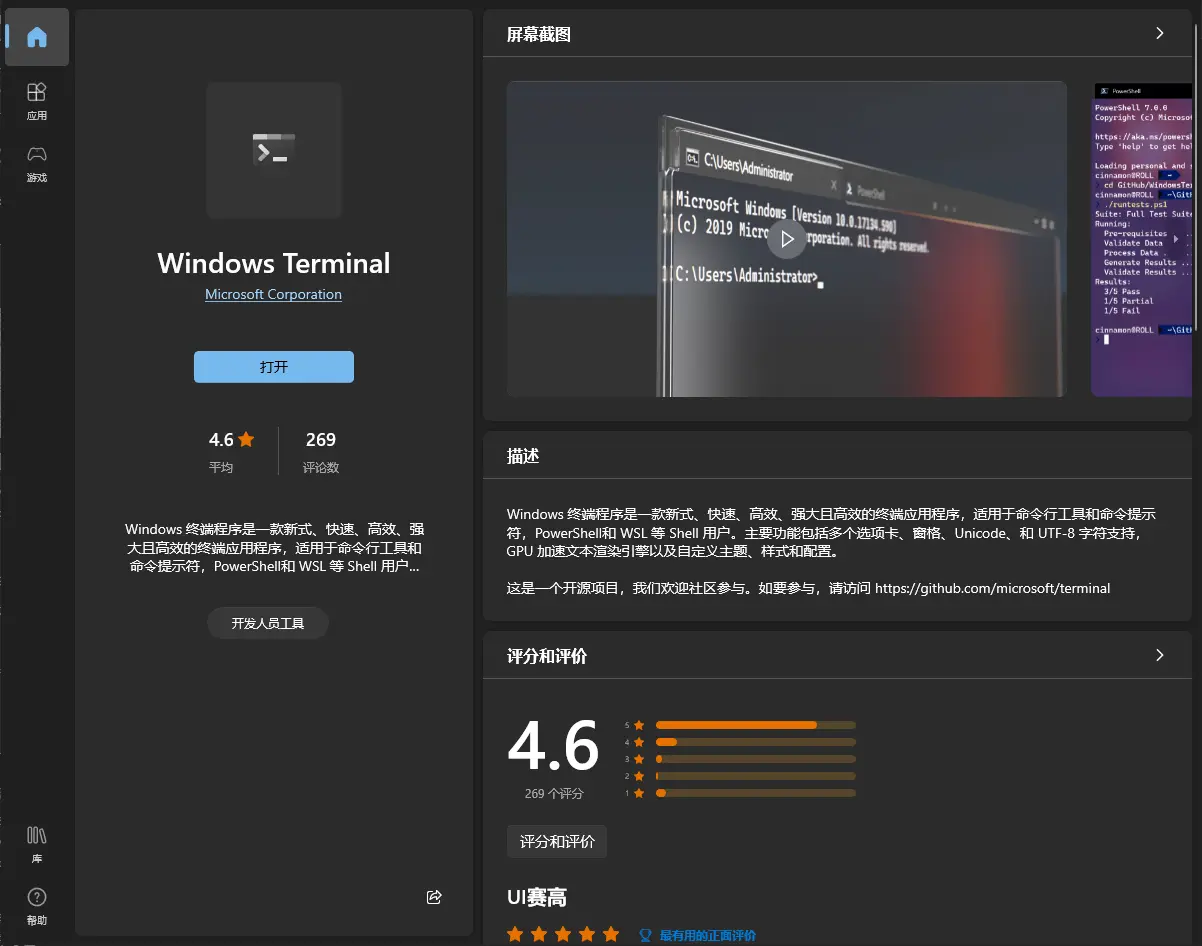 应用
游戏
库
帮助
Windows Terminal
Microsoft Corporation
打开
4.6
平均
269
评论数
Windows 终端程序是一款新式、快速、高效、强
大且高效的终端应用程序，适用于命令行工具和
命令提示符，PowerShell和 WSL 等 Shell 用户...
开发人员工具
屏幕截图
C:\Users\Administrator
PowerShell
Microsoft Windows [Version 10.0.17134.590]
(c) 2019 Micro rporation. All rights reserved.
C:\Users\Administrator>
PowerShell
PowerShell 7.0.0
Copyright (c) Microso
https://aka.ms/powers
Type 'help' to get hel
Loading personal and s
cinnamon@ROLL ~
cd GitHub/WindowsTe
cinnamon@ROLL ~\Git
./runtests.ps1
Suite: Full Test Suite
Running:
Pre-requisites
Validate Data
Process Data .
Generate Results ..
Validate Results ...
Results:
3/5 Pass
1/5 Partial
1/5 Fail
cinnamon@ROLL ~\Git
描述
Windows 终端程序是一款新式、快速、高效、强大且高效的终端应用程序，适用于命令行工具和命令提示
符，PowerShell和 WSL 等 Shell 用户。主要功能包括多个选项卡、窗格、Unicode、和 UTF-8 字符支持，
GPU 加速文本渲染引擎以及自定义主题、样式和配置。
这是一个开源项目，我们欢迎社区参与。如要参与，请访问 https://github.com/microsoft/terminal
评分和评价
4.6
269 个评分
5
4
3
2
1
评分和评价
UI赛高
最有用的正面评价